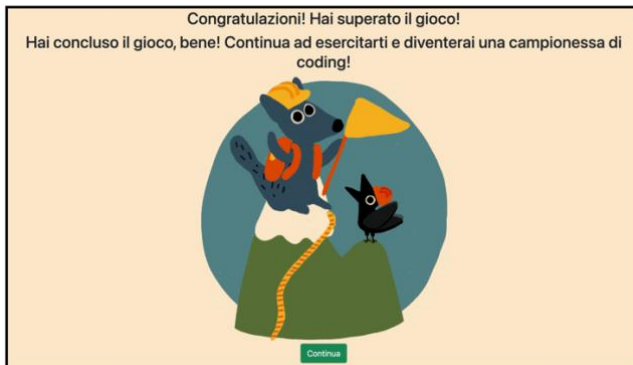 Congratulazioni! Hai superato il gioco!
Hai concluso il gioco, bene! Continua ad esercitarti e diventerai una campionessa di
coding!
Continua